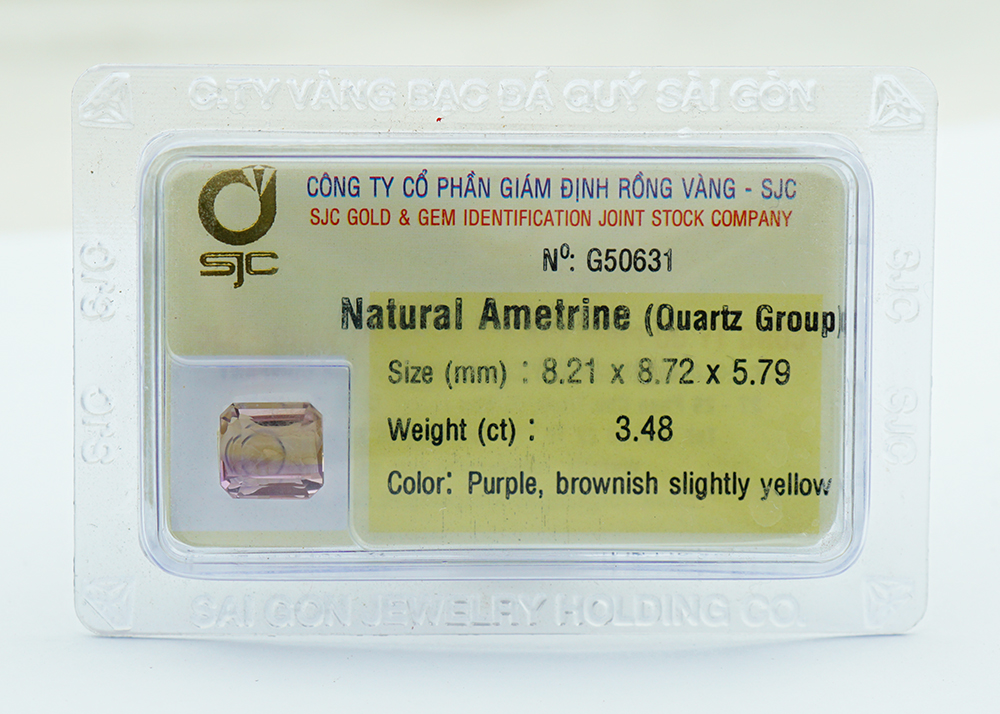 C.TY VÀNG BẠC ĐÁ QUÝ SÀI GÒN
SJC
CÔNG TY CỔ PHẦN GIÁM ĐỊNH RỒNG VÀNG - SJC
SJC GOLD & GEM IDENTIFICATION JOINT STOCK COMPANY
Nº: G50631
Natural Ametrine (Quartz Group)
Size (mm) : 8.21 x 8.72 x 5.79
Weight (ct) : 3.48
Color: Purple, brownish slightly yellow
SJC
SJC
SJC
SJC
SAI GON JEWELRY HOLDING CO.